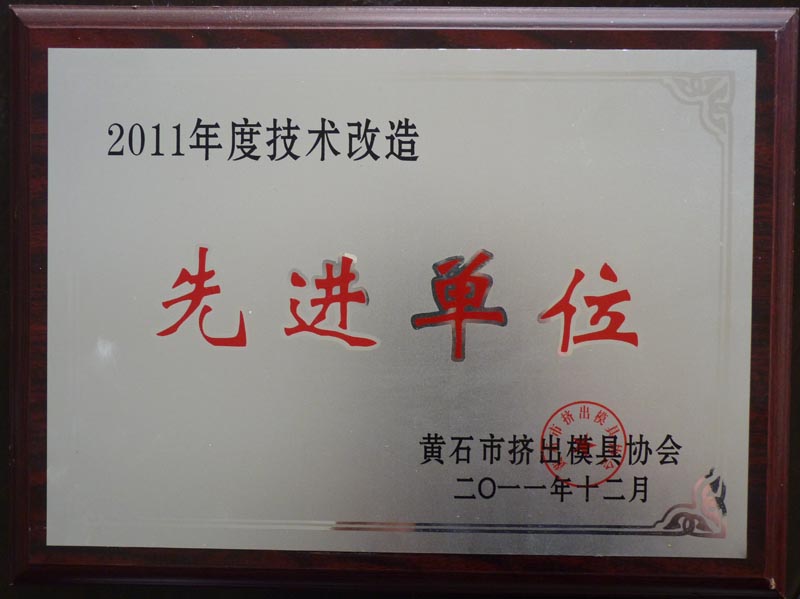 2011年度技术改造
先进单位
黄石市挤出模具协会
二〇一一年十二月